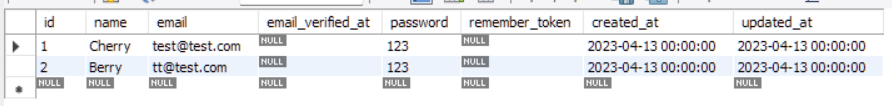 id name email email_verified_at password remember_token created_at updated_at
1 Cherry test@test.com NULL 123 NULL 2023-04-13 00:00:00 2023-04-13 00:00:00
2 Berry tt@test.com NULL 123 NULL 2023-04-13 00:00:00 2023-04-13 00:00:00
NULL NULL NULL NULL NULL NULL NULL NULL